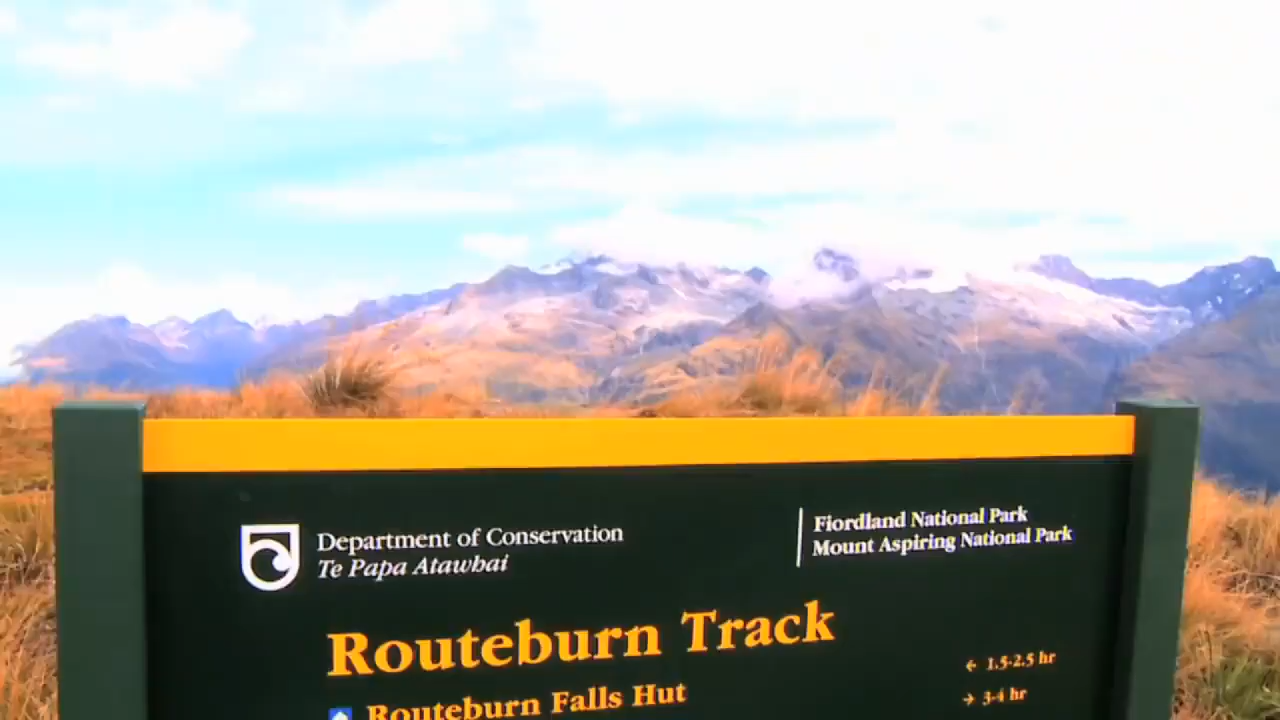 Department of Conservation
Te Papa Atawhai
Fiordland National Park
Mount Aspiring National Park
Routeburn Track
← 1.5-2.5 hr
Routeburn Falls Hut
→ 3-4 hr